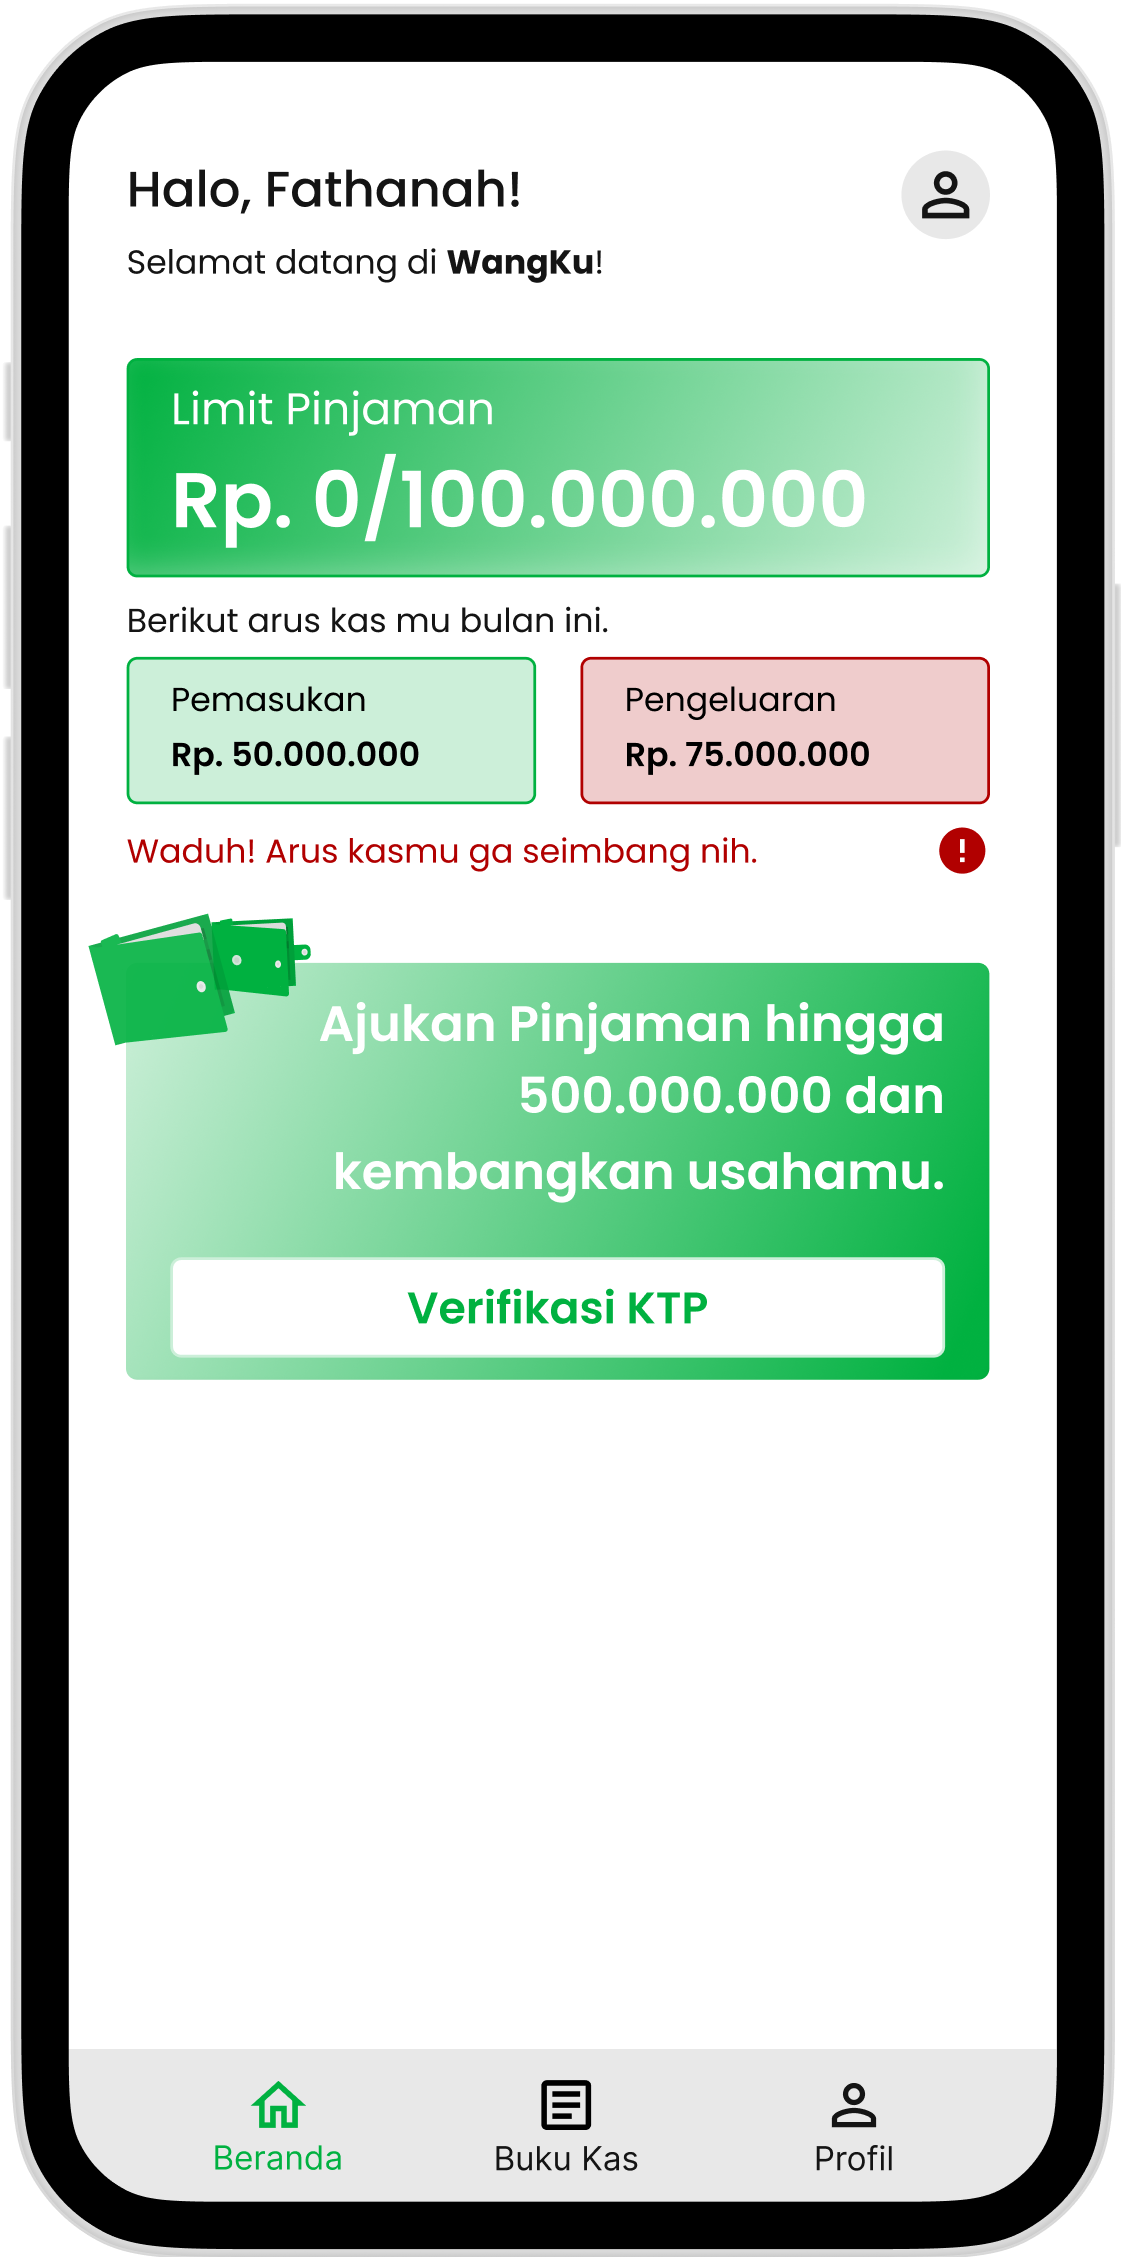 Halo, Fathanah!
Selamat datang di WangKu!
Limit Pinjaman
Rp. 0/100.000.000
Berikut arus kas mu bulan ini.
Pemasukan
Rp. 50.000.000
Pengeluaran
Rp. 75.000.000
Waduh! Arus kasmu ga seimbang nih.
Ajukan Pinjaman hingga
500.000.000 dan
kembangkan usahamu.
Verifikasi KTP
Beranda
Buku Kas
Profil